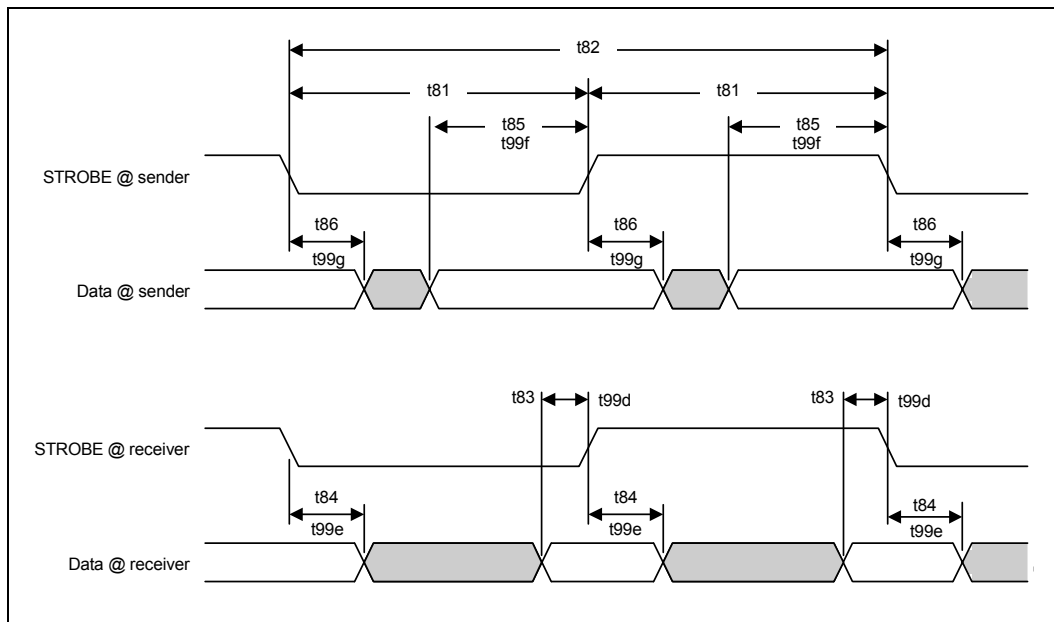 t82
t81 t81
t85 t85
t99f t99f
STROBE @ sender
t86 t86 t86
t99g t99g t99g
Data @ sender
t83 t99d t83 t99d
STROBE @ receiver
t84 t84 t84
t99e t99e t99e
Data @ receiver